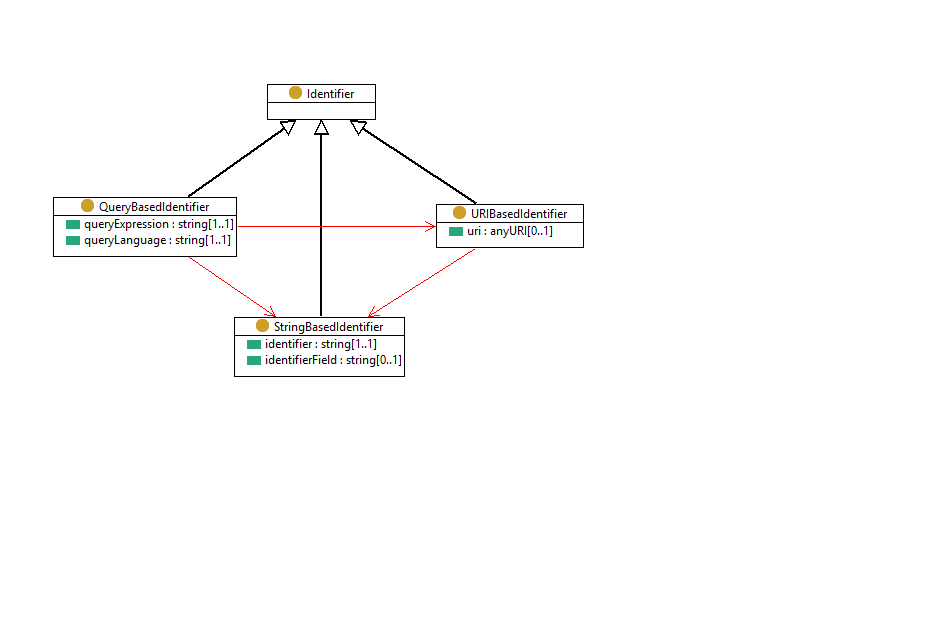 Identifier
QueryBasedIdentifier
queryExpression : string[1..1]
queryLanguage : string[1..1]
URIBasedIdentifier
uri : anyURI[0..1]
StringBasedIdentifier
identifier : string[1..1]
identifierField : string[0..1]